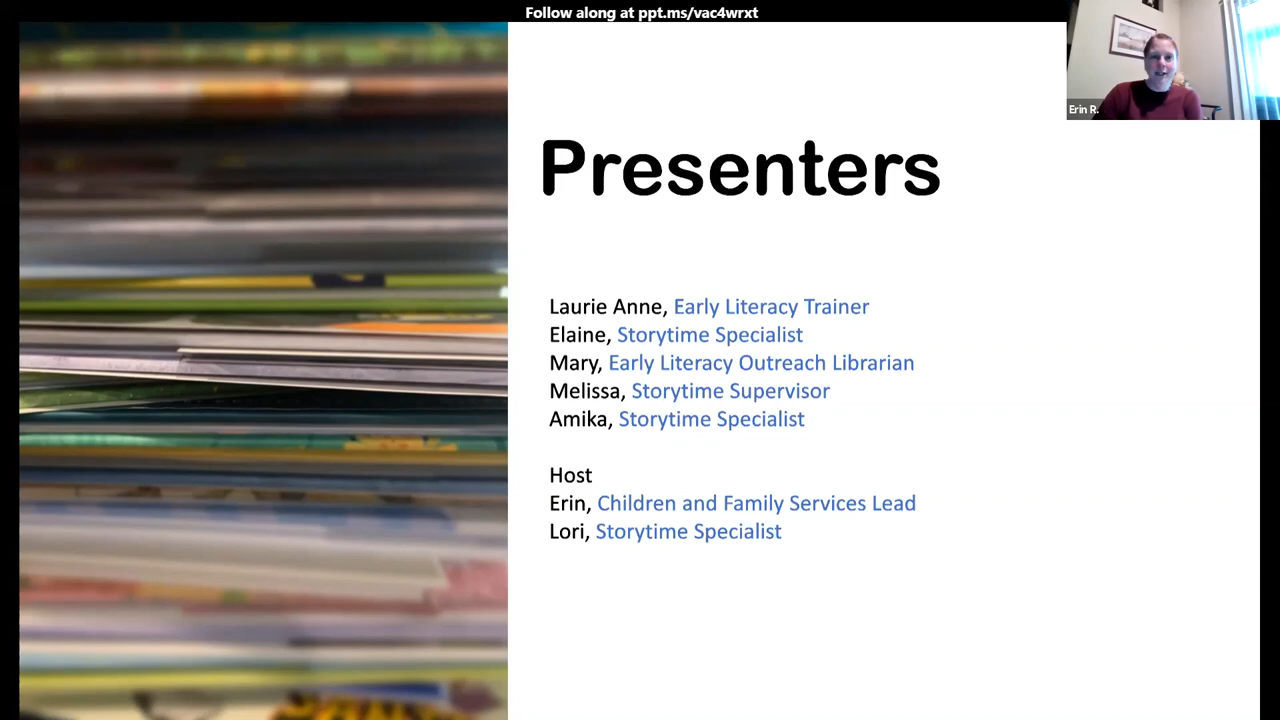 Follow along at ppt.ms/vac4wrxt
Erin R.
Presenters
Laurie Anne, Early Literacy Trainer
Elaine, Storytime Specialist
Mary, Early Literacy Outreach Librarian
Melissa, Storytime Supervisor
Amika, Storytime Specialist
Host
Erin, Children and Family Services Lead
Lori, Storytime Specialist